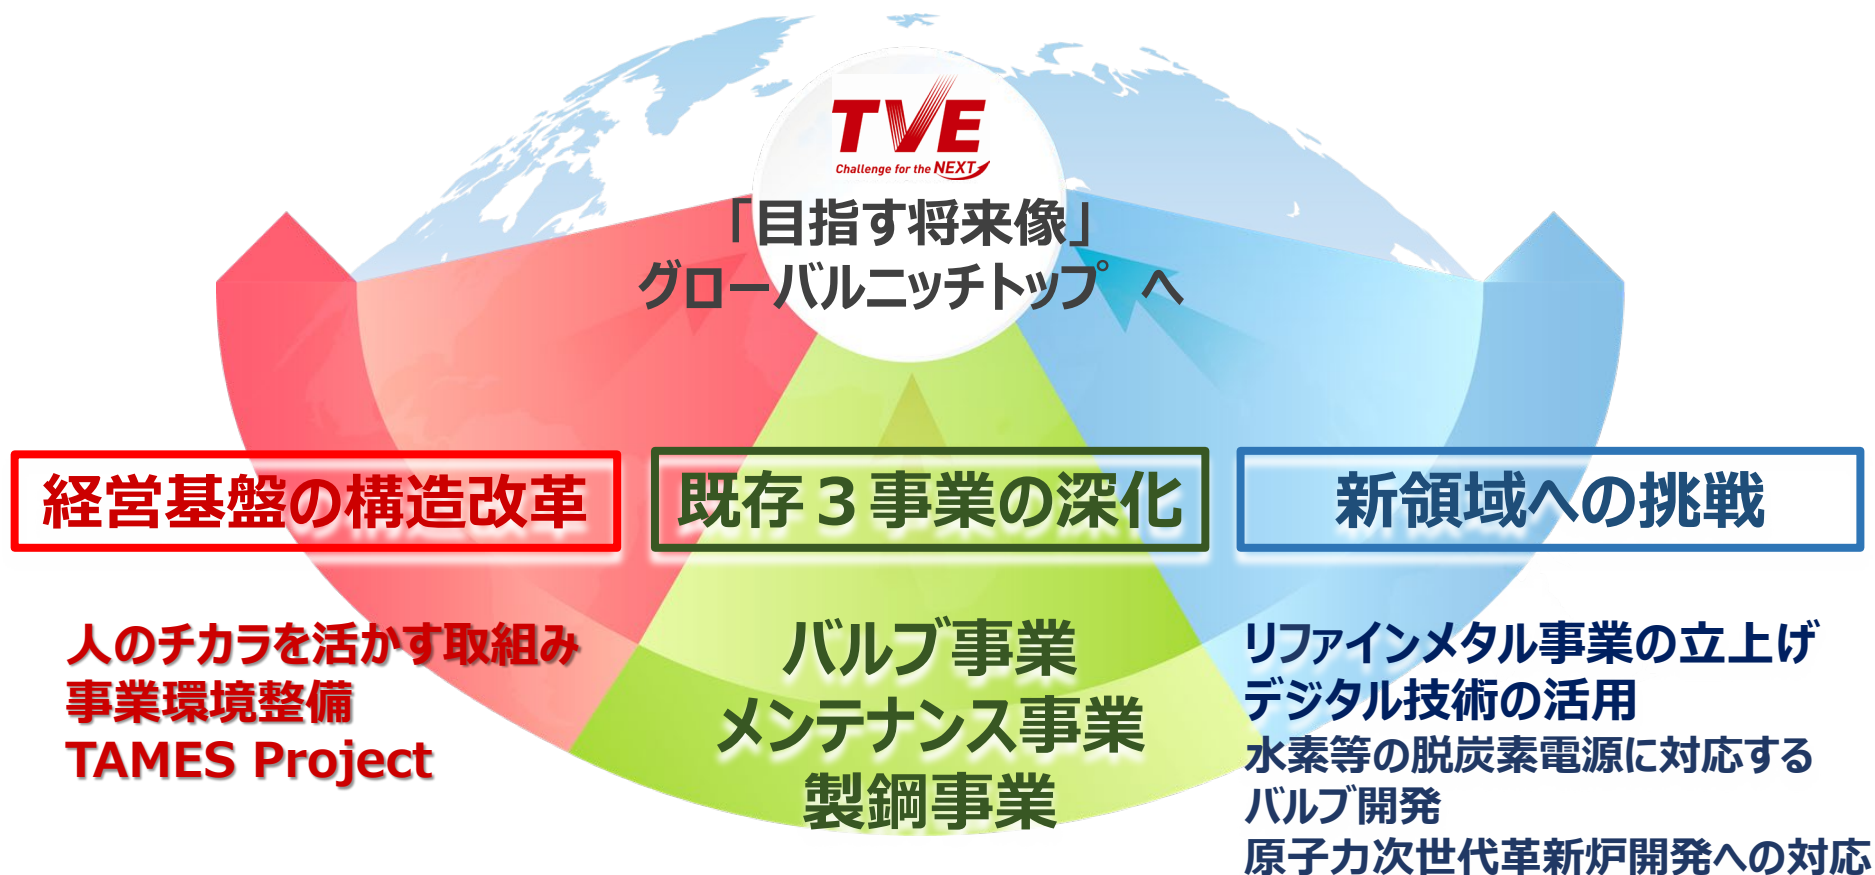 TVE
Challenge for the NEXT
「目指す将来像」
グローバルニッチトップ へ
経営基盤の構造改革
人のチカラを活かす取組み
事業環境整備
TAMES Project
既存３事業の深化
バルブ事業
メンテナンス事業
製鋼事業
新領域への挑戦
リファインメタル事業の立上げ
デジタル技術の活用
水素等の脱炭素電源に対応する
バルブ開発
原子力次世代革新炉開発への対応